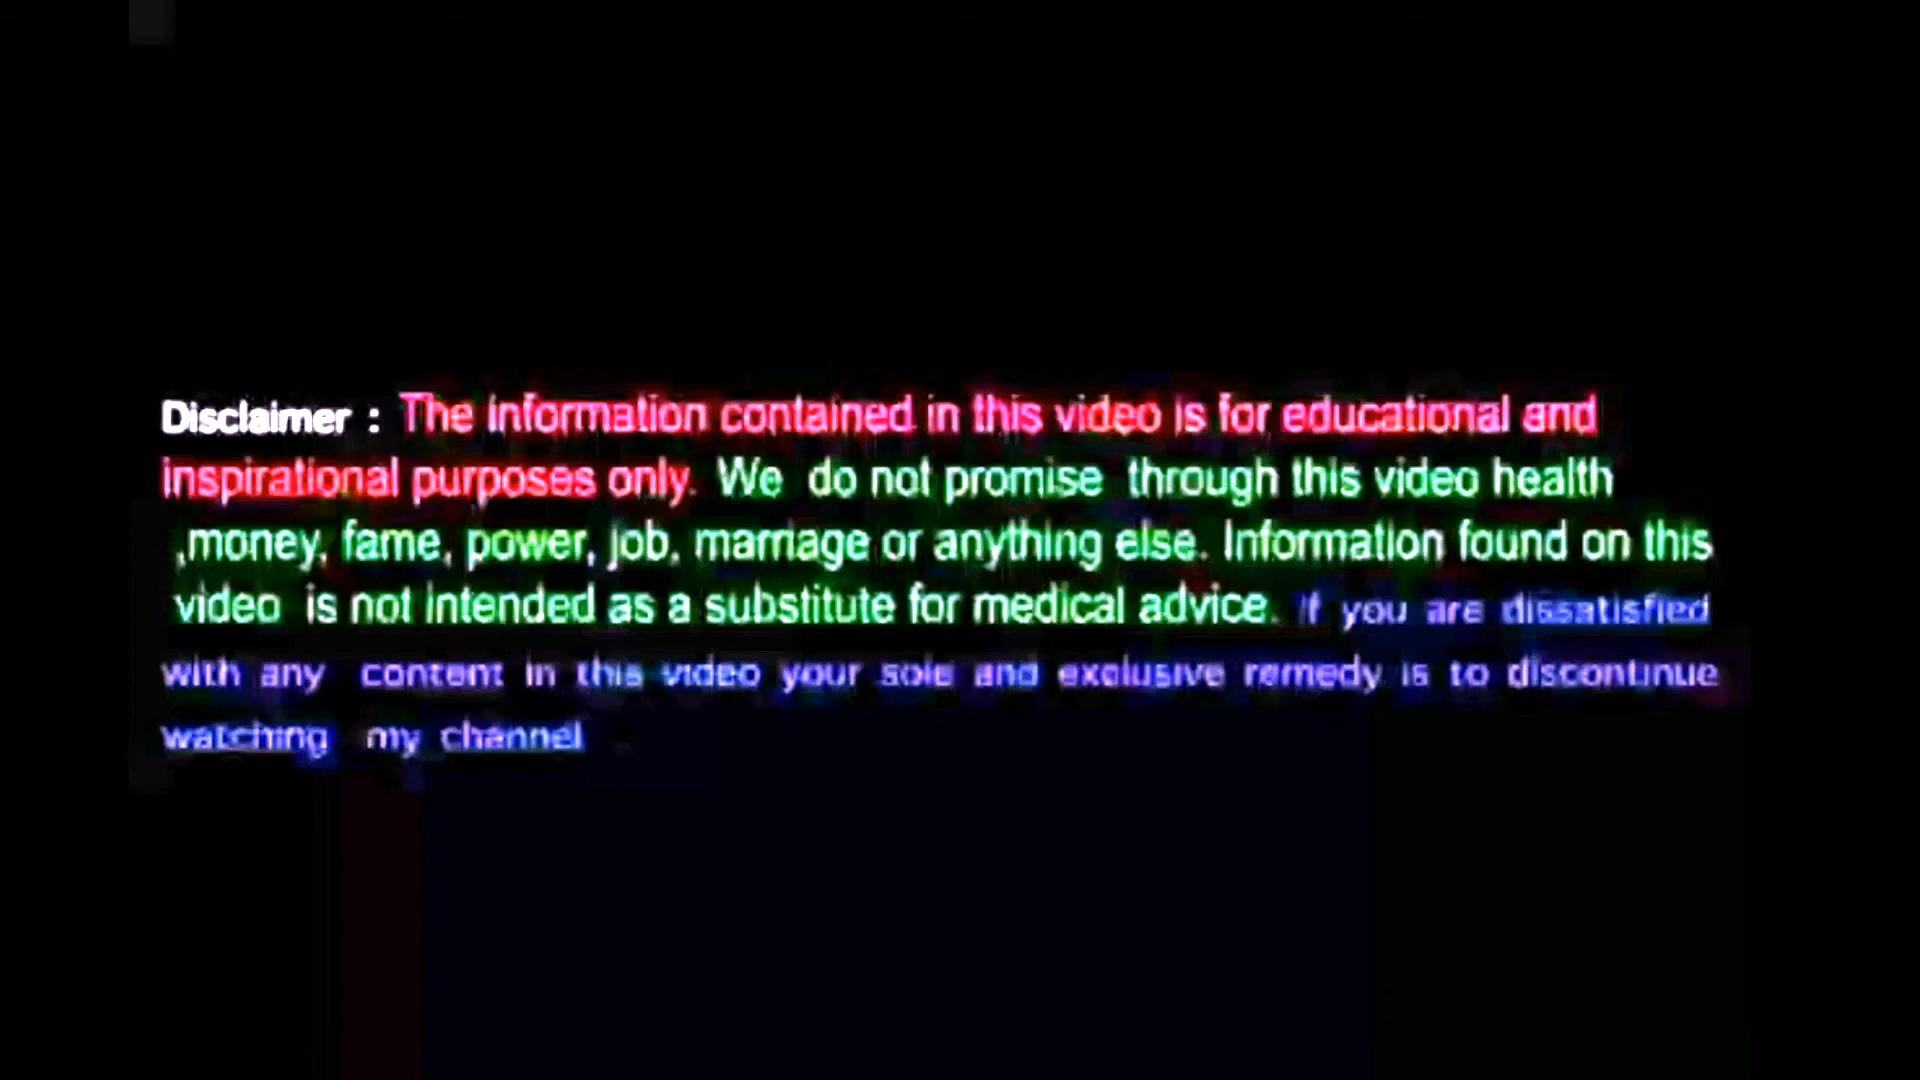 Disclaimer : The information contained in this video is for educational and
inspirational purposes only. We do not promise through this video health
,money, fame, power, job, marriage or anything else. Information found on this
video is not intended as a substitute for medical advice. If you are dissatisfied
with any content in this video your sole and exclusive remedy is to discontinue
watching my channel